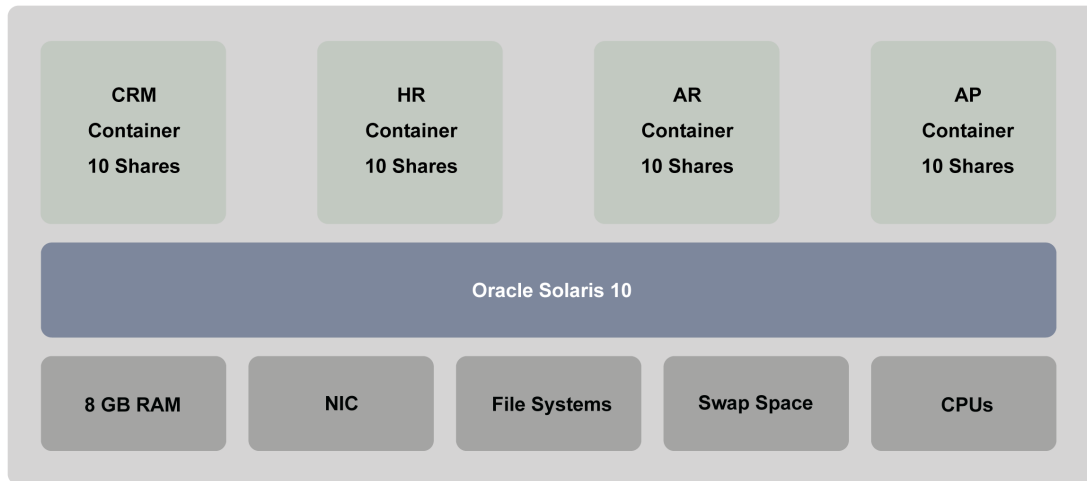 CRM
Container
10 Shares
HR
Container
10 Shares
AR
Container
10 Shares
AP
Container
10 Shares
Oracle Solaris 10
8 GB RAM
NIC
File Systems
Swap Space
CPUs